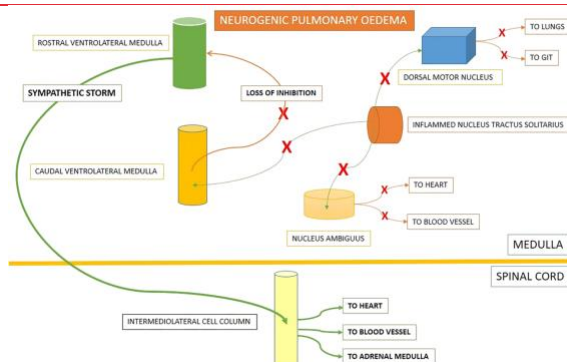 NEUROGENIC PULMONARY OEDEMA
ROSTRAL VENTROLATERAL MEDULLA
TO LUNGS
X
X
TO GIT
X
DORSAL MOTOR NUCLEUS
SYMPATHETIC STORM
LOSS OF INHIBITION
X
INFLAMMED NUCLEUS TRACTUS SOLITARIUS
X
CAUDAL VENTROLATERAL MEDULLA
X
TO HEART
X
X
TO BLOOD VESSEL
NUCLEUS AMBIGUUS
MEDULLA
SPINAL CORD
TO HEART
INTERMEDIOLATERAL CELL COLUMN
TO BLOOD VESSEL
TO ADRENAL MEDULLA